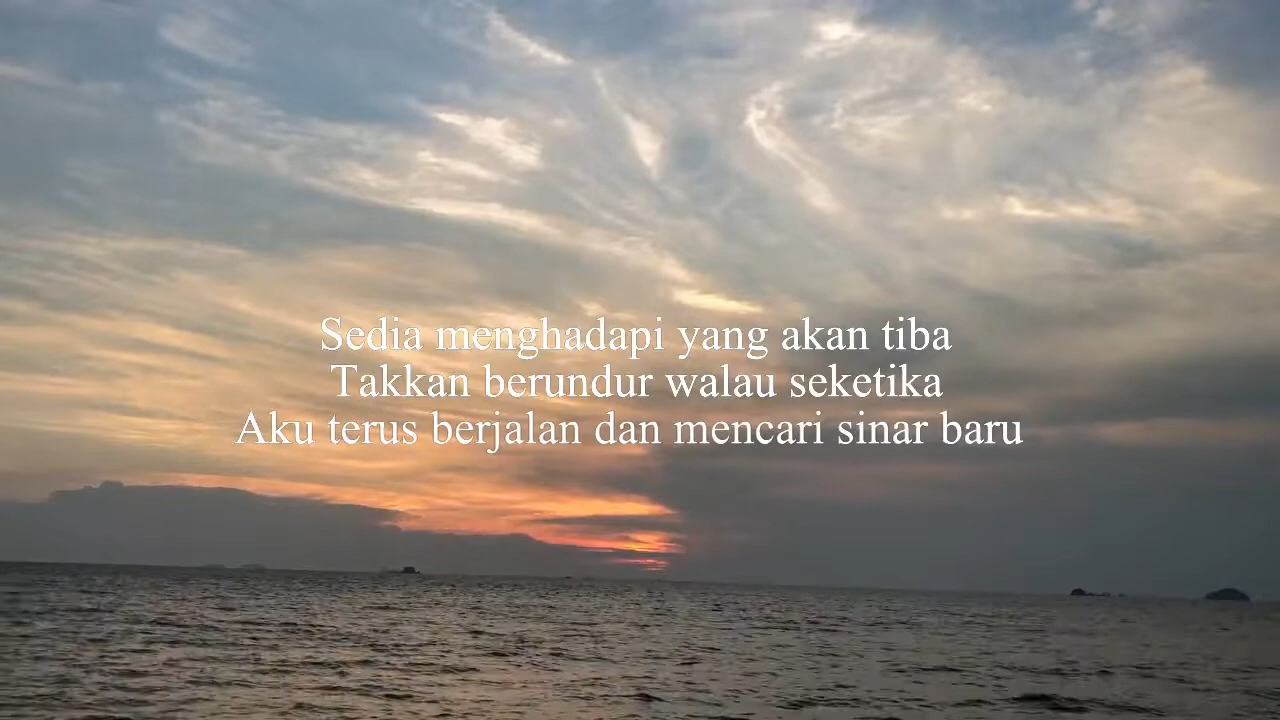 Sedia menghadapi yang akan tiba
Takkan berundur walau seketika
Aku terus berjalan dan mencari sinar baru